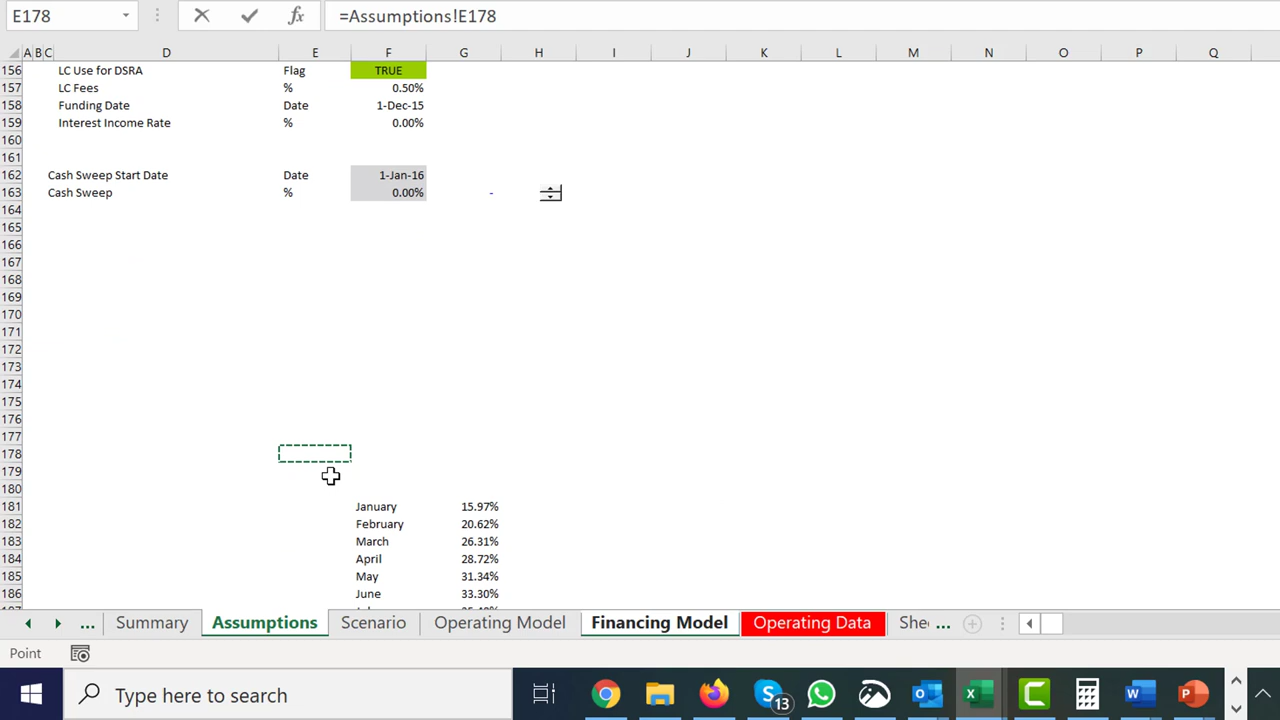 E178 =Assumptions!E178
A B C D E F G H I J K L M N O P Q
156 LC Use for DSRA Flag TRUE
157 LC Fees % 0.50%
158 Funding Date Date 1-Dec-15
159 Interest Income Rate % 0.00%
160
161
162 Cash Sweep Start Date Date 1-Jan-16
163 Cash Sweep % 0.00% -
164
165
166
167
168
169
170
171
172
173
174
175
176
177
178
179
180
181 January 15.97%
182 February 20.62%
183 March 26.31%
184 April 28.72%
185 May 31.34%
186 June 33.30%
... Summary Assumptions Scenario Operating Model Financing Model Operating Data She ...
Point
Type here to search 13